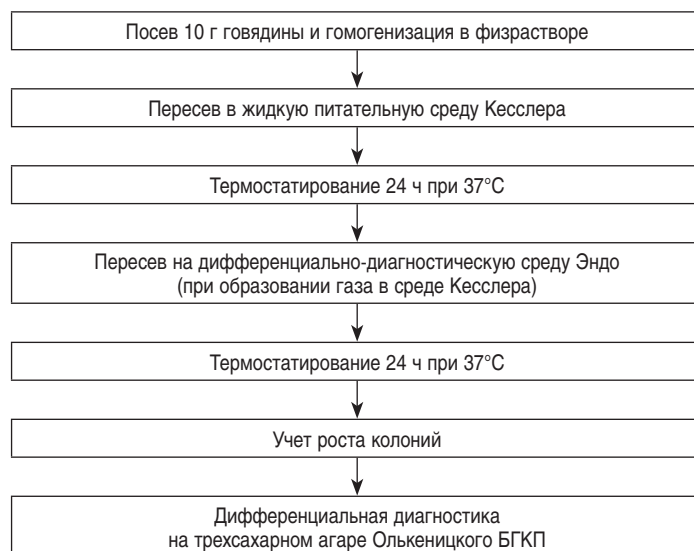 Посев 10 г говядины и гомогенизация в физрастворе
Пересев в жидкую питательную среду Кесслера
Термостатирование 24 ч при 37°С
Пересев на дифференциально-диагностическую среду Эндо
(при образовании газа в среде Кесслера)
Термостатирование 24 ч при 37°С
Учет роста колоний
Дифференциальная диагностика
на трехсахарном агаре Олькеницкого БГКП